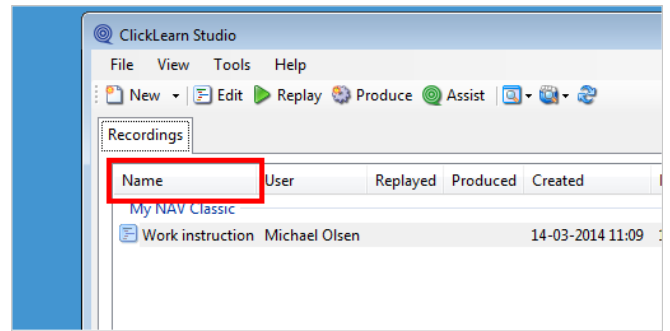 ClickLearn Studio
File View Tools Help
New Edit Replay Produce Assist
Recordings
Name User Replayed Produced Created
My NAV Classic
Work instruction Michael Olsen 14-03-2014 11:09